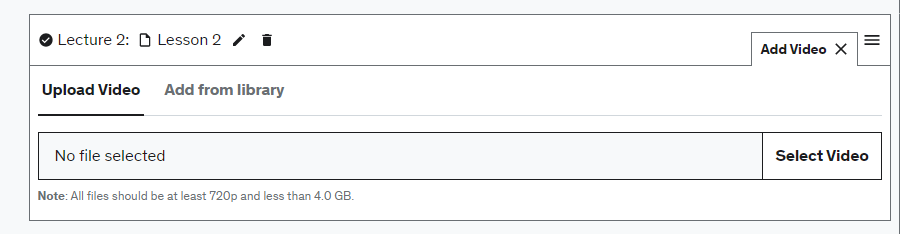 Lecture 2: Lesson 2
Add Video
Upload Video Add from library
No file selected Select Video
Note: All files should be at least 720p and less than 4.0 GB.